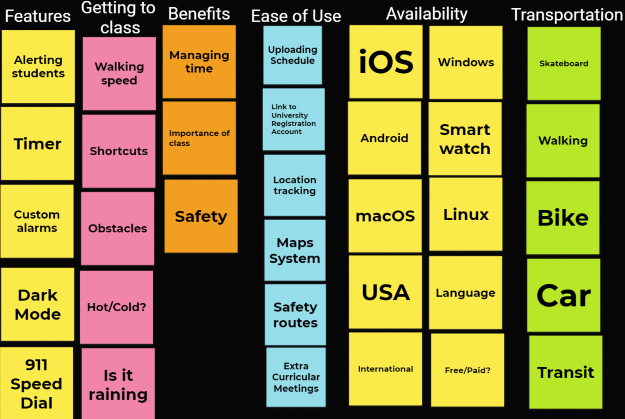 Features
Alerting
students
Timer
Custom
alarms
Dark
Mode
911
Speed
Dial
Getting to
class
Walking
speed
Shortcuts
Obstacles
Hot/Cold?
Is it
raining
Benefits
Managing
time
Importance of
class
Safety
Ease of Use
Uploading
Schedule
Link to
University
Registration
Account
Location
tracking
Maps
System
Safety
routes
Extra
Curricular
Meetings
Availability
iOS
Windows
Android
Smart
watch
macOS
Linux
USA
Language
International
Free/Paid?
Transportation
Skateboard
Walking
Bike
Car
Transit